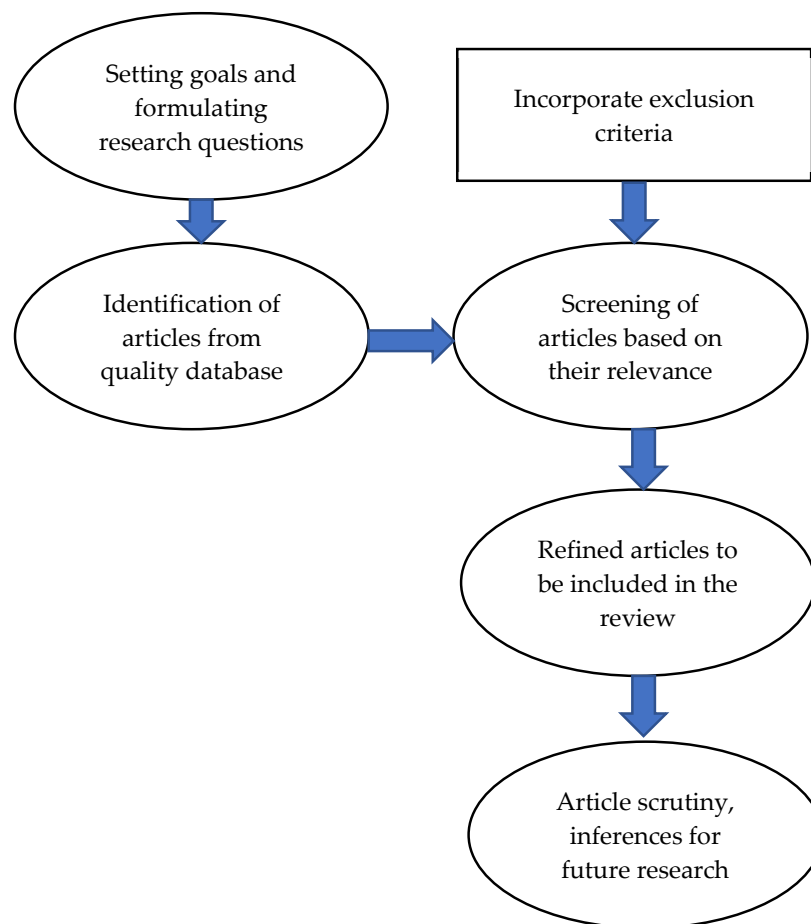 Setting goals and
formulating
research questions
Incorporate exclusion
criteria
Identification of
articles from
quality database
Screening of
articles based on
their relevance
Refined articles to
be included in the
review
Article scrutiny,
inferences for
future research